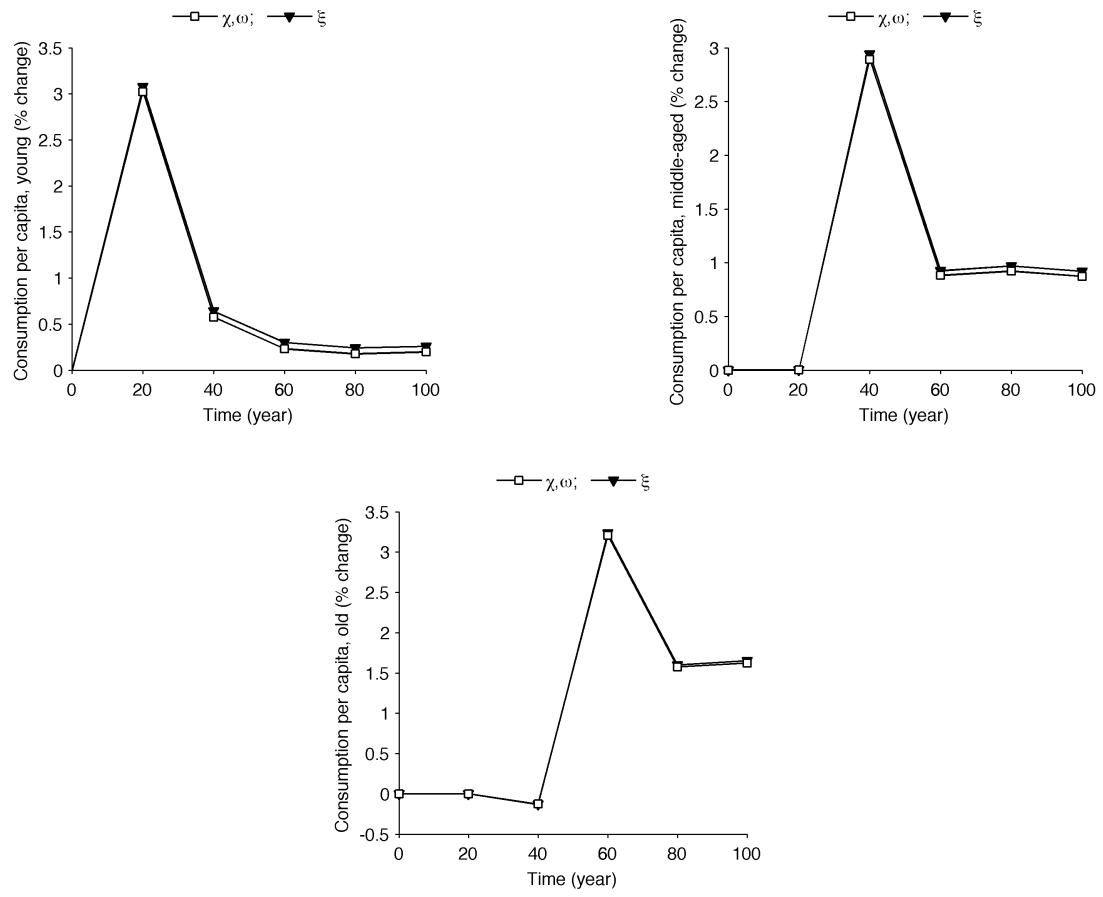 χ,ω; ξ
Consumption per capita, young (% change)
3.5
3
2.5
2
1.5
1
0.5
0
0 20 40 60 80 100
Time (year)
χ,ω; ξ
Consumption per capita, middle-aged (% change)
3
2.5
2
1.5
1
0.5
0
0 20 40 60 80 100
Time (year)
χ,ω; ξ
Consumption per capita, old (% change)
3.5
3
2.5
2
1.5
1
0.5
0
-0.5
0 20 40 60 80 100
Time (year)